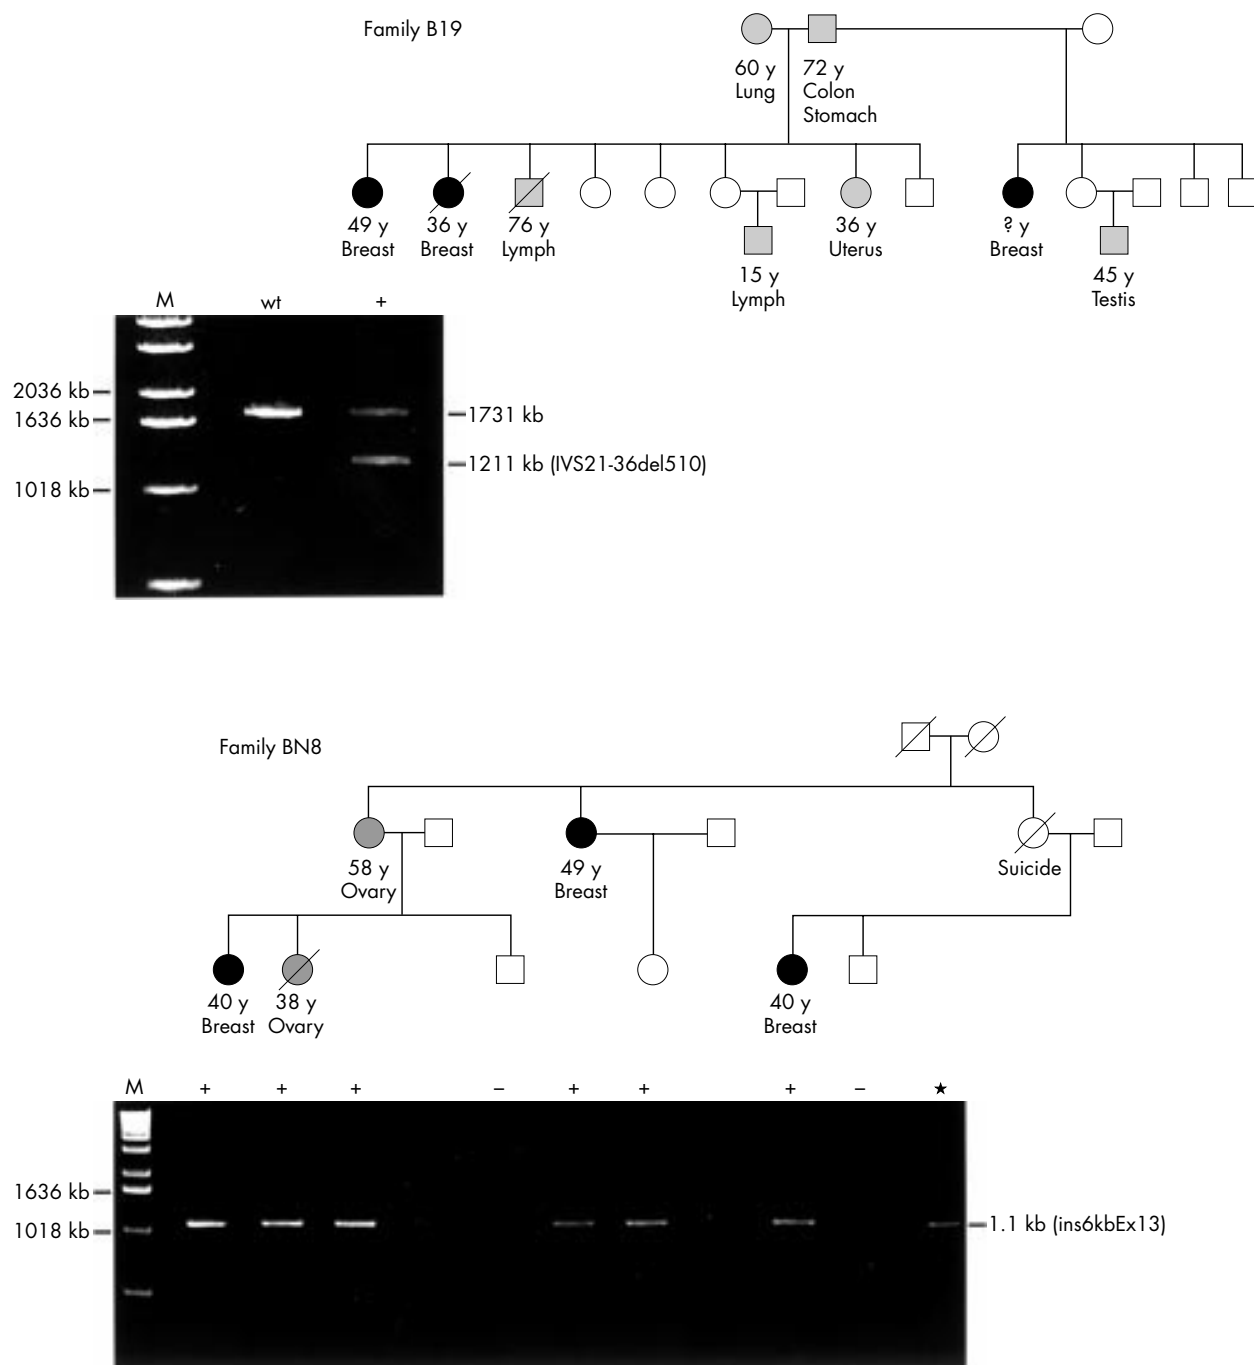 Family B19
60 y
Lung
72 y
Colon
Stomach
49 y
Breast
36 y
Breast
76 y
Lymph
36 y
Uterus
? y
Breast
15 y
Lymph
45 y
Testis
M wt +
2036 kb
1636 kb
1018 kb
1731 kb
1211 kb (IVS21-36del510)
Family BN8
58 y
Ovary
49 y
Breast
Suicide
40 y
Breast
38 y
Ovary
40 y
Breast
M + + + – + + + – ★
1636 kb
1018 kb
1.1 kb (ins6kbEx13)